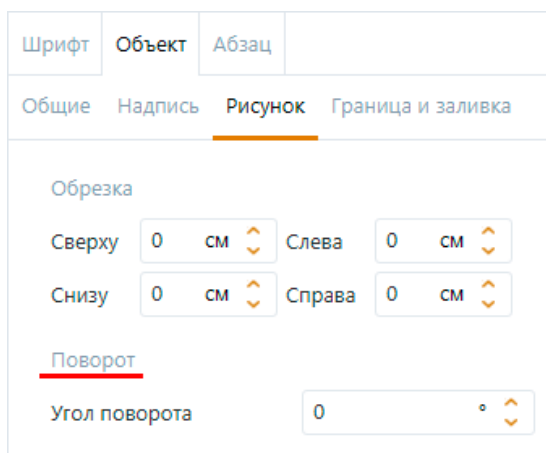 Шрифт Объект Абзац
Общие Надпись Рисунок Граница и заливка
Обрезка
Сверху 0 см Слева 0 см
Снизу 0 см Справа 0 см
Поворот
Угол поворота 0 °